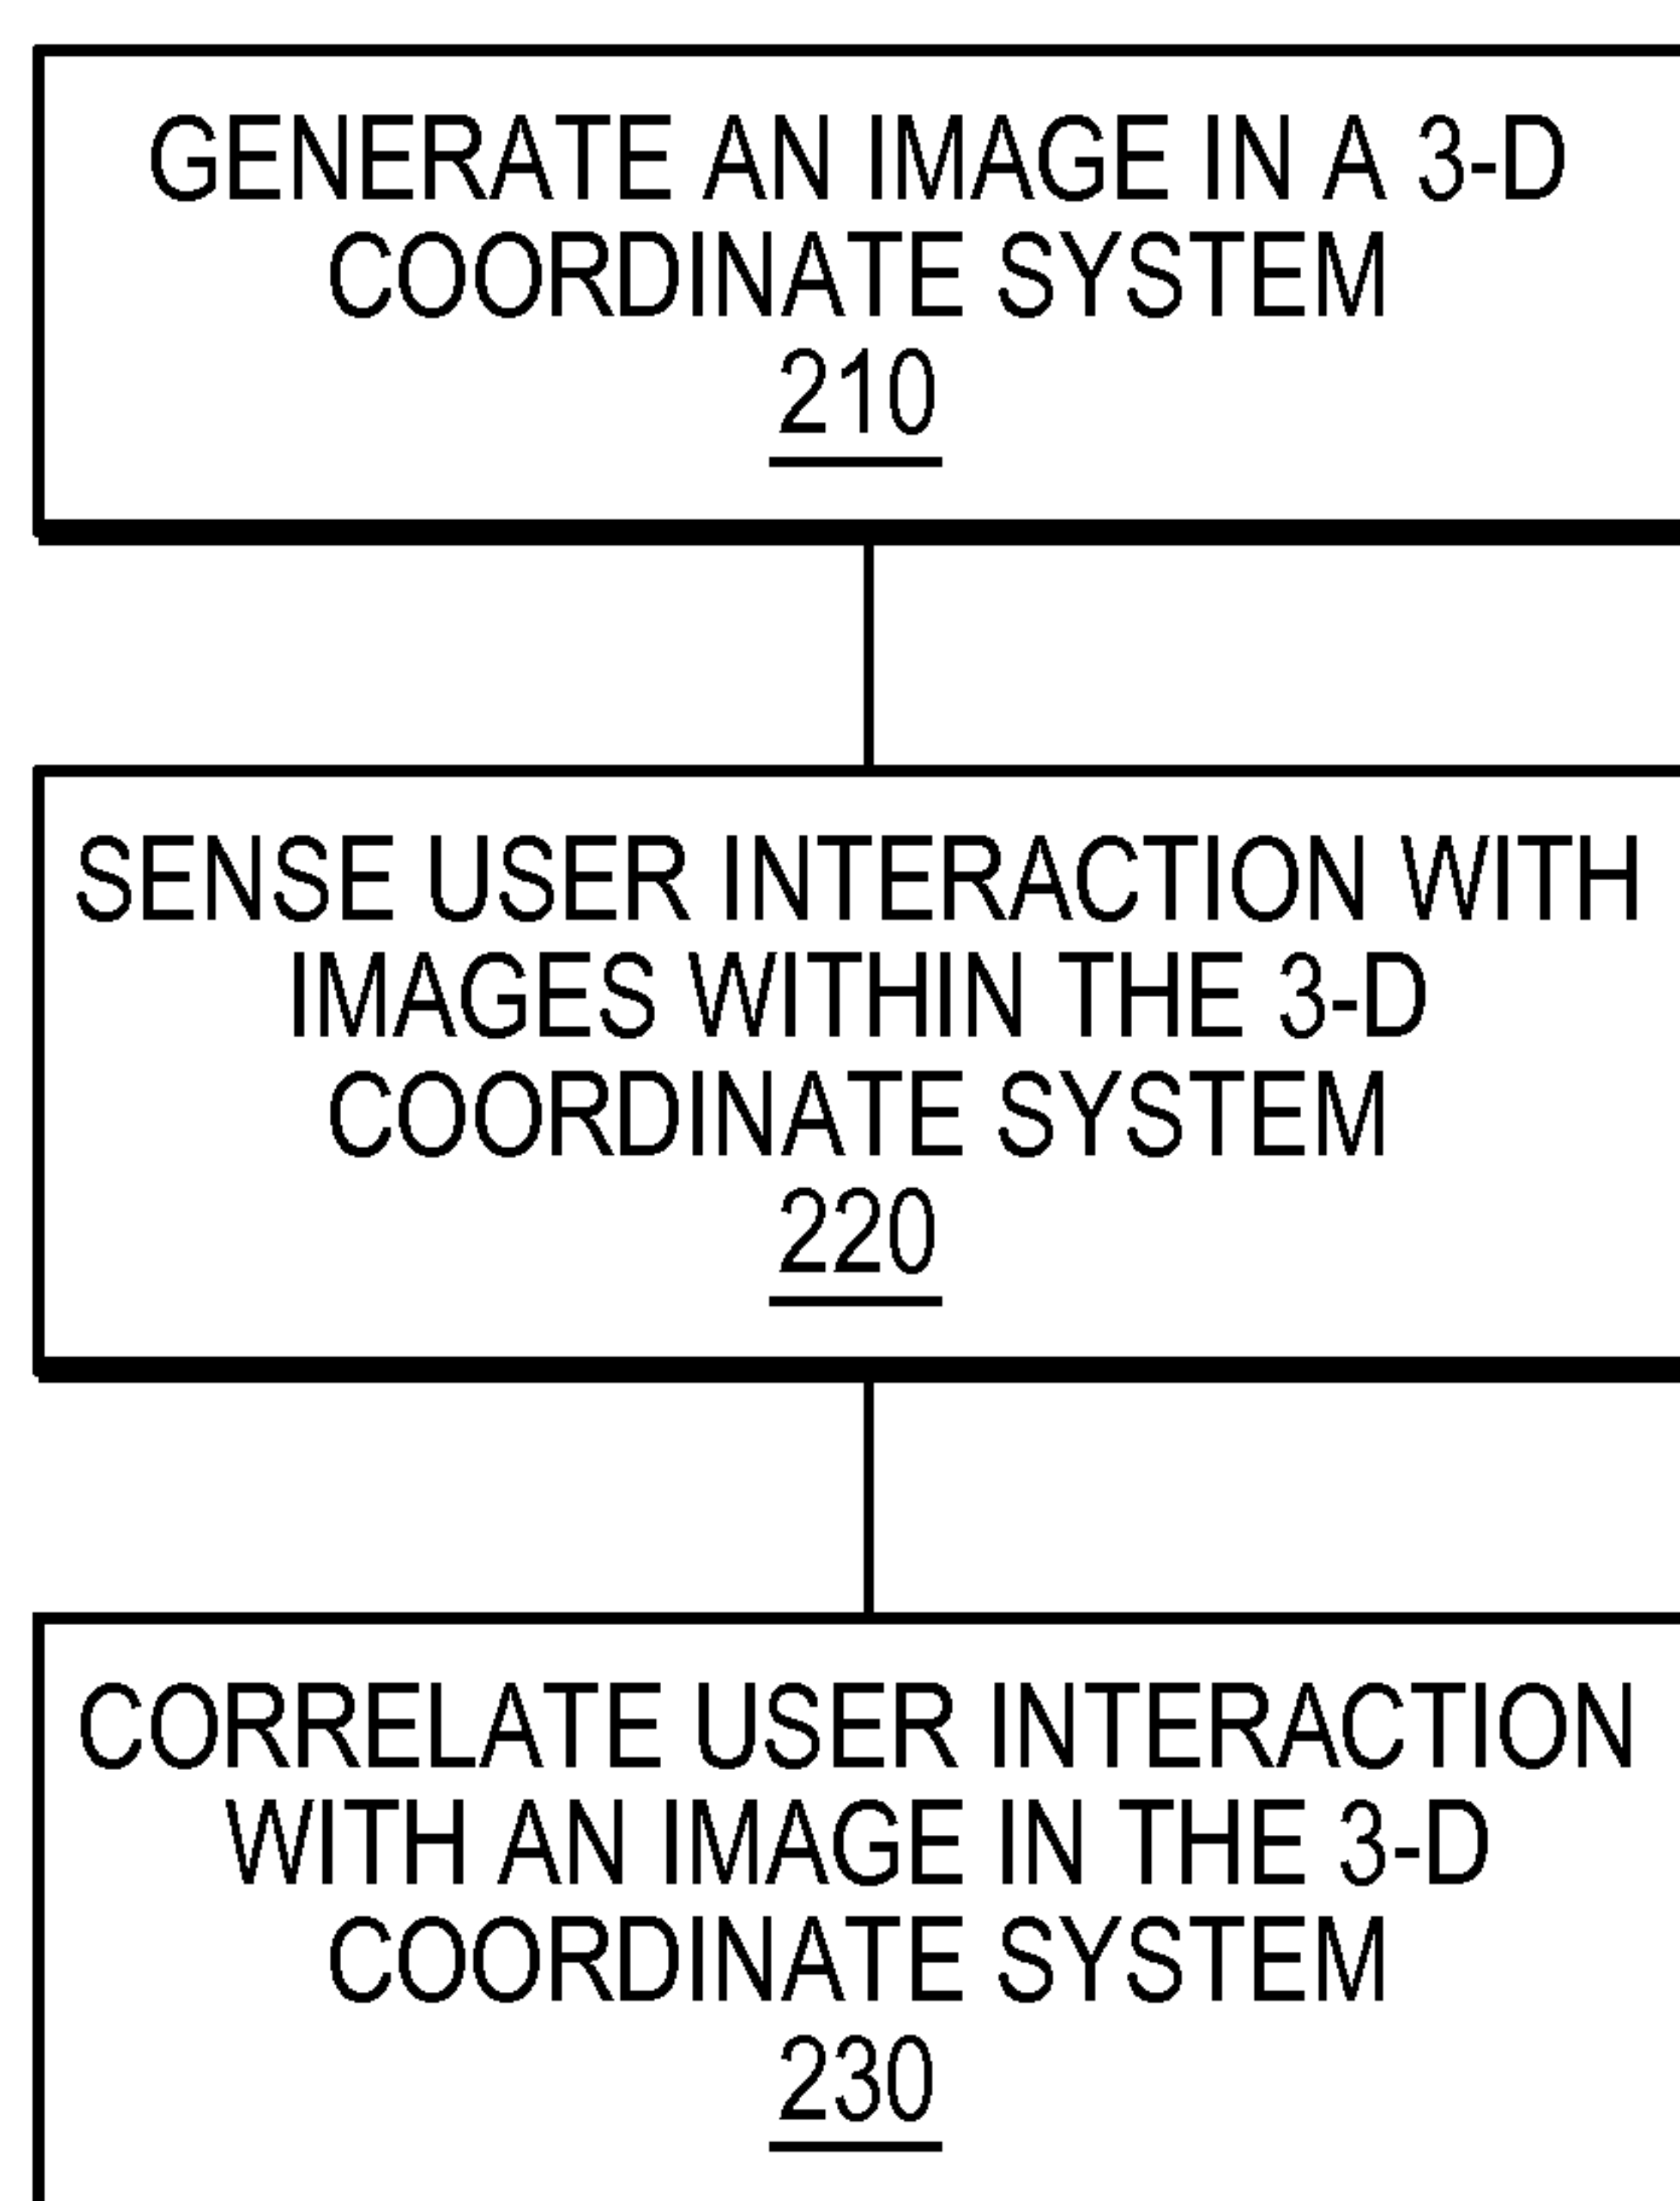 GENERATE AN IMAGE IN A 3-D
COORDINATE SYSTEM
210
SENSE USER INTERACTION WITH
IMAGES WITHIN THE 3-D
COORDINATE SYSTEM
220
CORRELATE USER INTERACTION
WITH AN IMAGE IN THE 3-D
COORDINATE SYSTEM
230